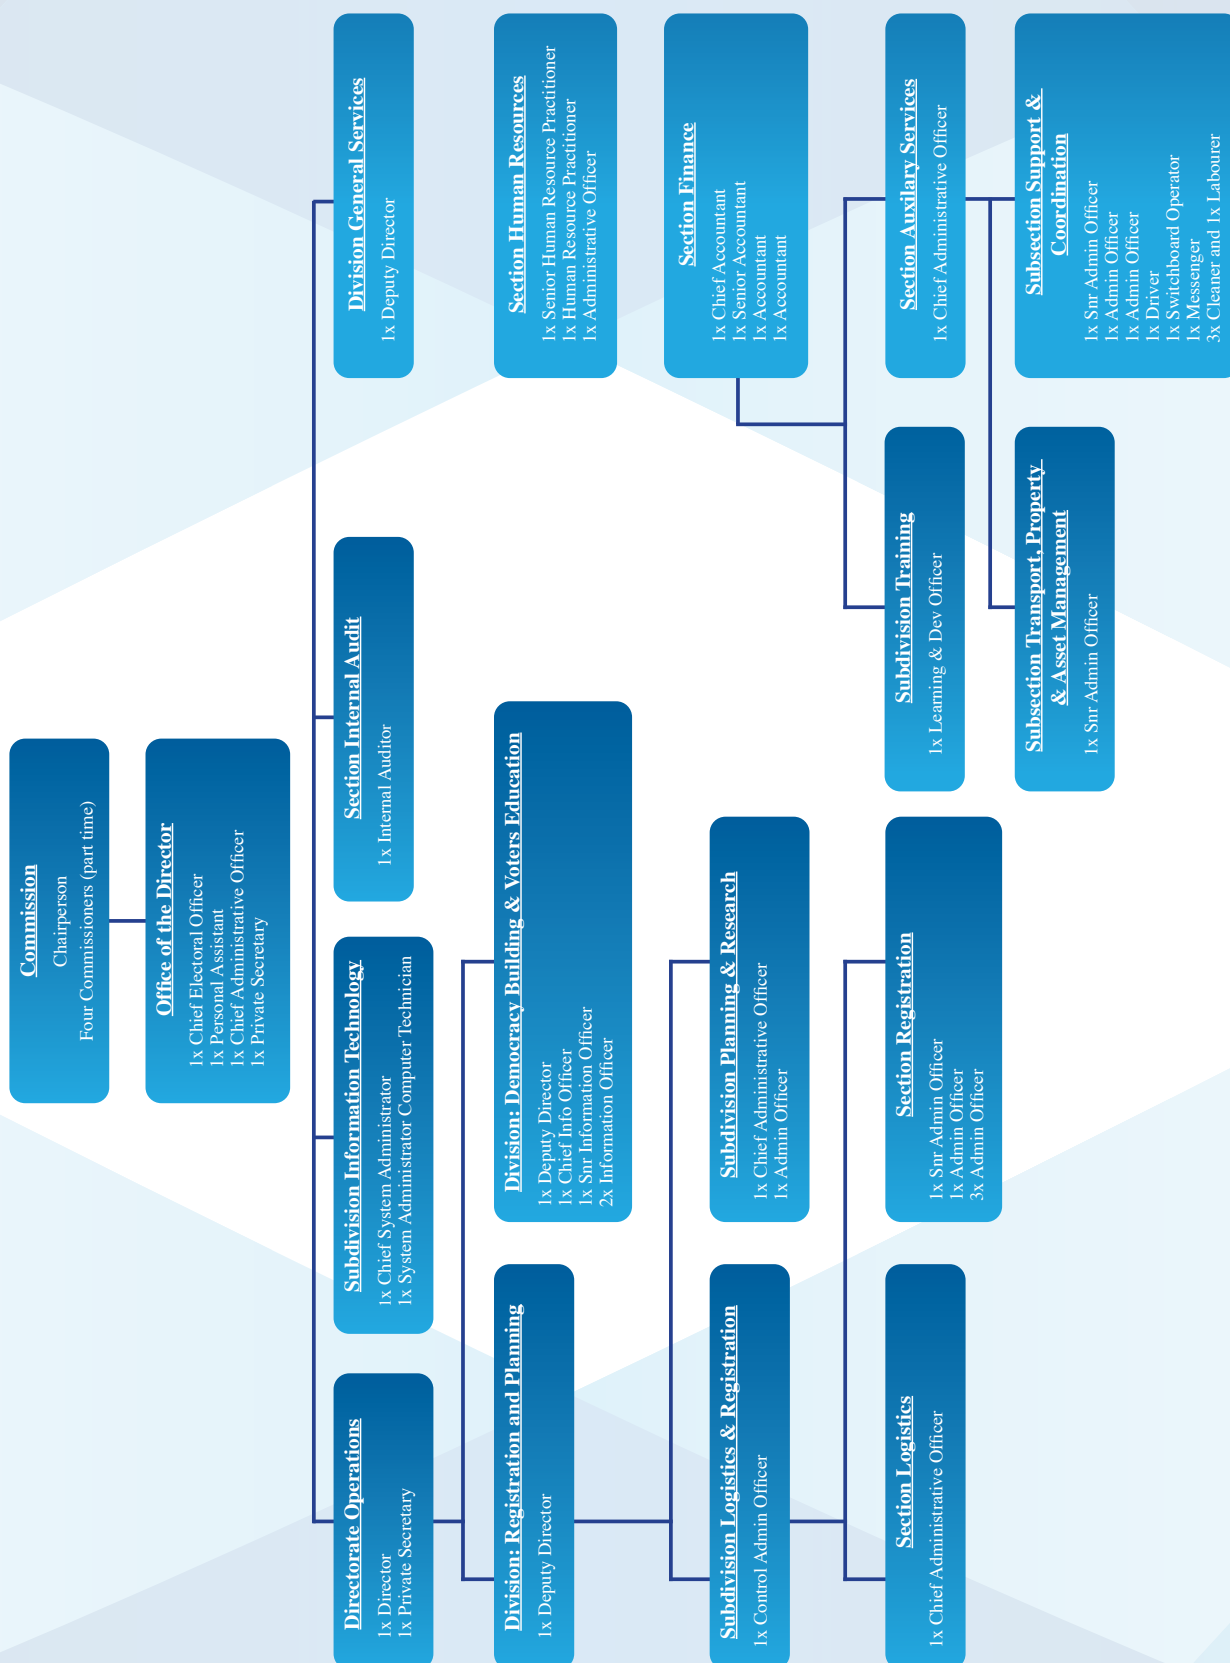 Commission
Chairperson
Four Commissioners (part time)
Office of the Director
1x Chief Electoral Officer
1x Personal Assistant
1x Chief Administrative Officer
1x Private Secretary
Directorate Operations
1x Director
1x Private Secretary
Subdivision Information Technology
1x Chief System Administrator
1x System Administrator Computer Technician
Section Internal Audit
1x Internal Auditor
Division General Services
1x Deputy Director
Division: Registration and Planning
1x Deputy Director
Division: Democracy Building & Voters Education
1x Deputy Director
1x Chief Info Officer
1x Snr Information Officer
2x Information Officer
Section Human Resources
1x Senior Human Resource Practitioner
1x Human Resource Practitioner
1x Administrative Officer
Section Finance
1x Chief Accountant
1x Senior Accountant
1x Accountant
1x Accountant
Subdivision Logistics & Registration
1x Control Admin Officer
Subdivision Planning & Research
1x Chief Administrative Officer
1x Admin Officer
Section Logistics
1x Chief Administrative Officer
Section Registration
1x Snr Admin Officer
1x Admin Officer
3x Admin Officer
Subdivision Training
1x Learning & Dev Officer
Section Auxilary Services
1x Chief Administrative Officer
Subsection Transport, Property
& Asset Management
1x Snr Admin Officer
Subsection Support &
Coordination
1x Snr Admin Officer
1x Admin Officer
1x Admin Officer
1x Driver
1x Switchboard Operator
1x Messenger
3x Cleaner and 1x Labourer